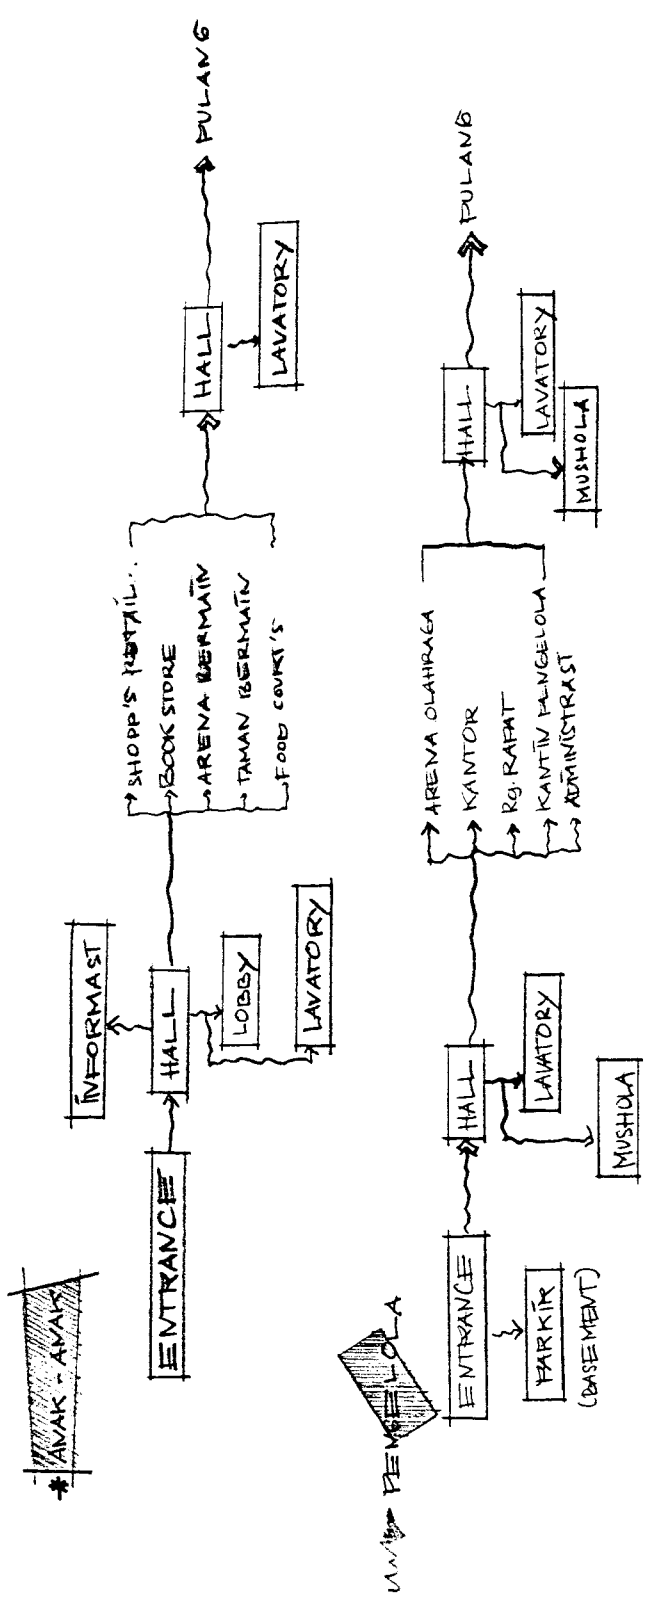 * ANAK - ANAK
ENTRANCE
HALL
INFORMASI
LOBBY
LAVATORY
SHOPP'S RETAIL..
BOOK STORE
ARENA BERMAIN
TAMAN BERMAIN
FOOD COURT'S
HALL
LAVATORY
PULANG
PENGELOLA
ENTRANCE
PARKIR
(BASEMENT)
HALL
LAVATORY
MUSHOLA
ARENA OLAHRAGA
KANTOR
Rg. RAPAT
KANTIN PENGELOLA
ADMINISTRASI
HALL
LAVATORY
MUSHOLA
PULANG